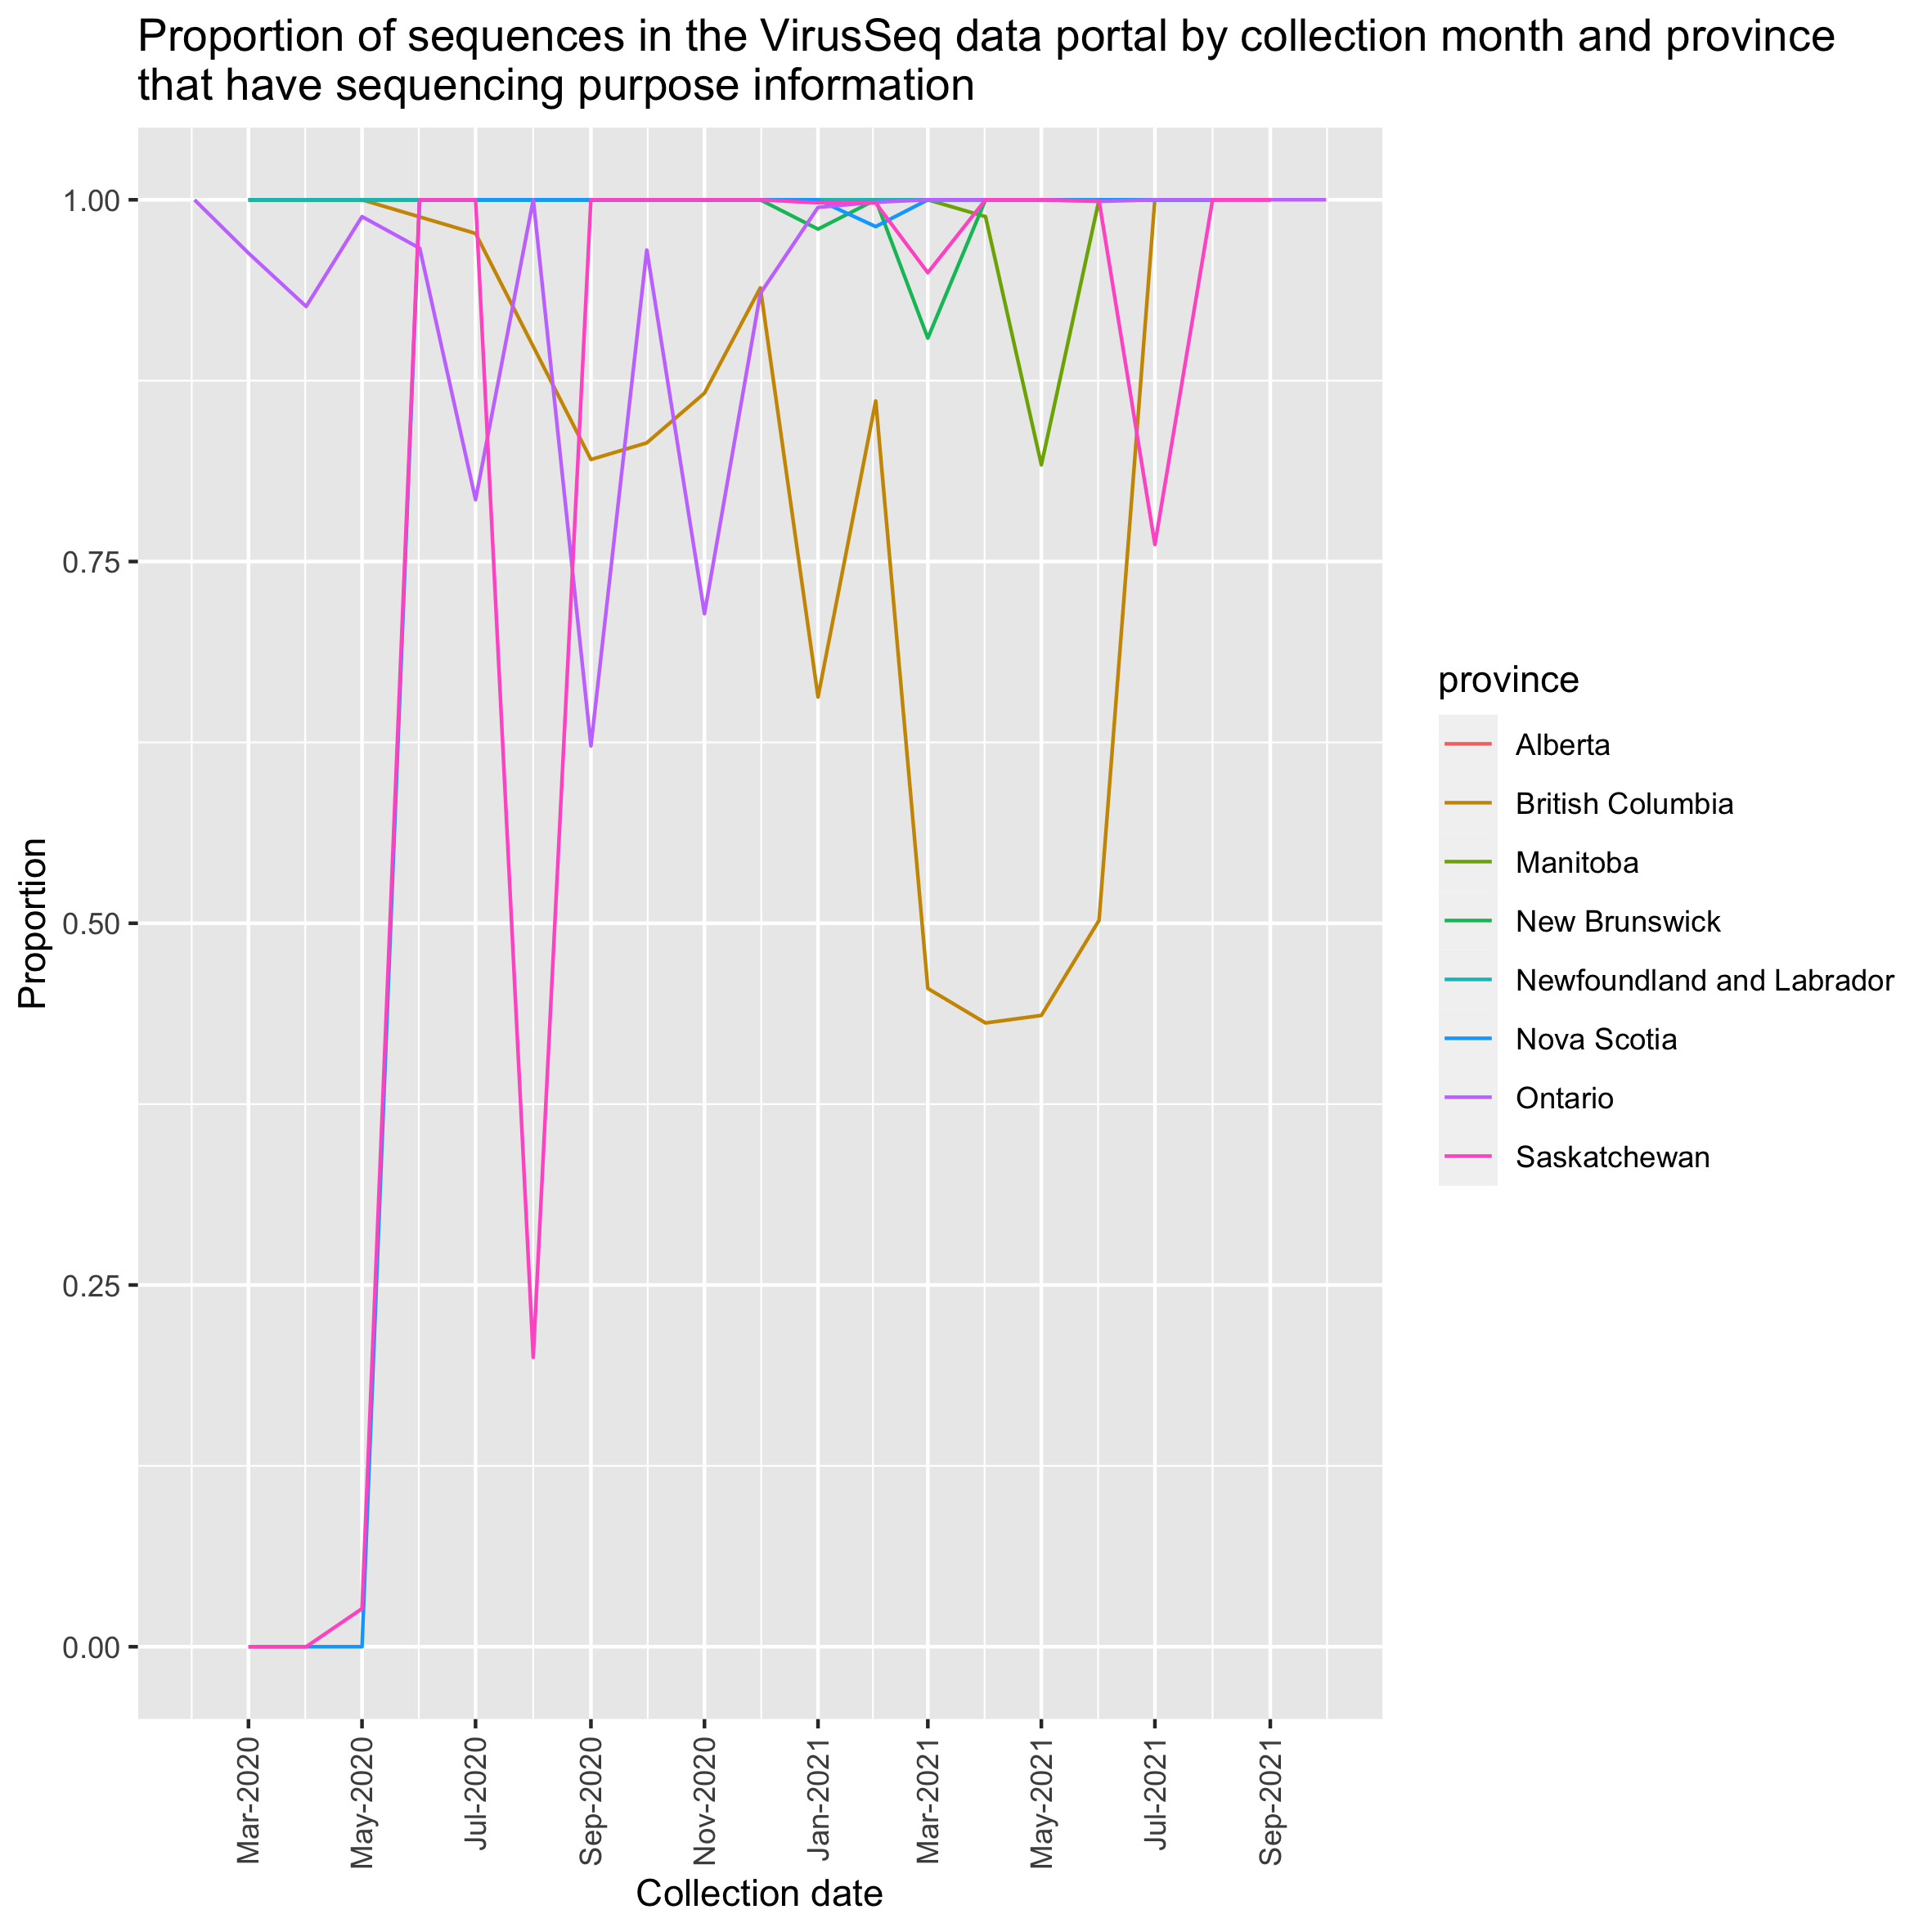 Proportion of sequences in the VirusSeq data portal by collection month and province
that have sequencing purpose information
Proportion
1.00
0.75
0.50
0.25
0.00
Mar-2020
May-2020
Jul-2020
Sep-2020
Nov-2020
Jan-2021
Mar-2021
May-2021
Jul-2021
Sep-2021
Collection date
province
Alberta
British Columbia
Manitoba
New Brunswick
Newfoundland and Labrador
Nova Scotia
Ontario
Saskatchewan